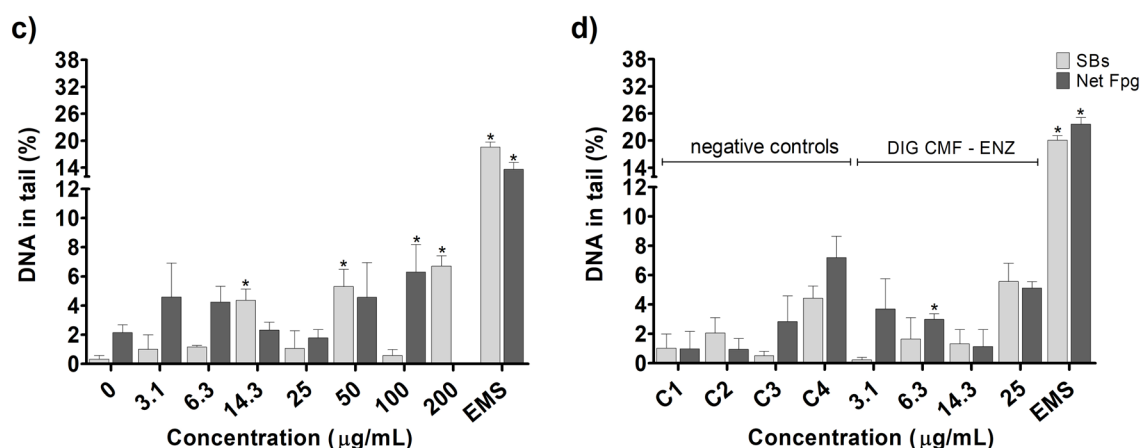 c)
38
32
26
20
14
12
10
8
6
4
2
0
DNA in tail (%)
* * * * * *
0 3.1 6.3 14.3 25 50 100 200 EMS
Concentration (μg/mL)
d)
SBs
Net Fpg
38
32
26
20
14
12
10
8
6
4
2
0
DNA in tail (%)
negative controls
DIG CMF - ENZ
* * *
C1 C2 C3 C4 3.1 6.3 14.3 25 EMS
Concentration (μg/mL)